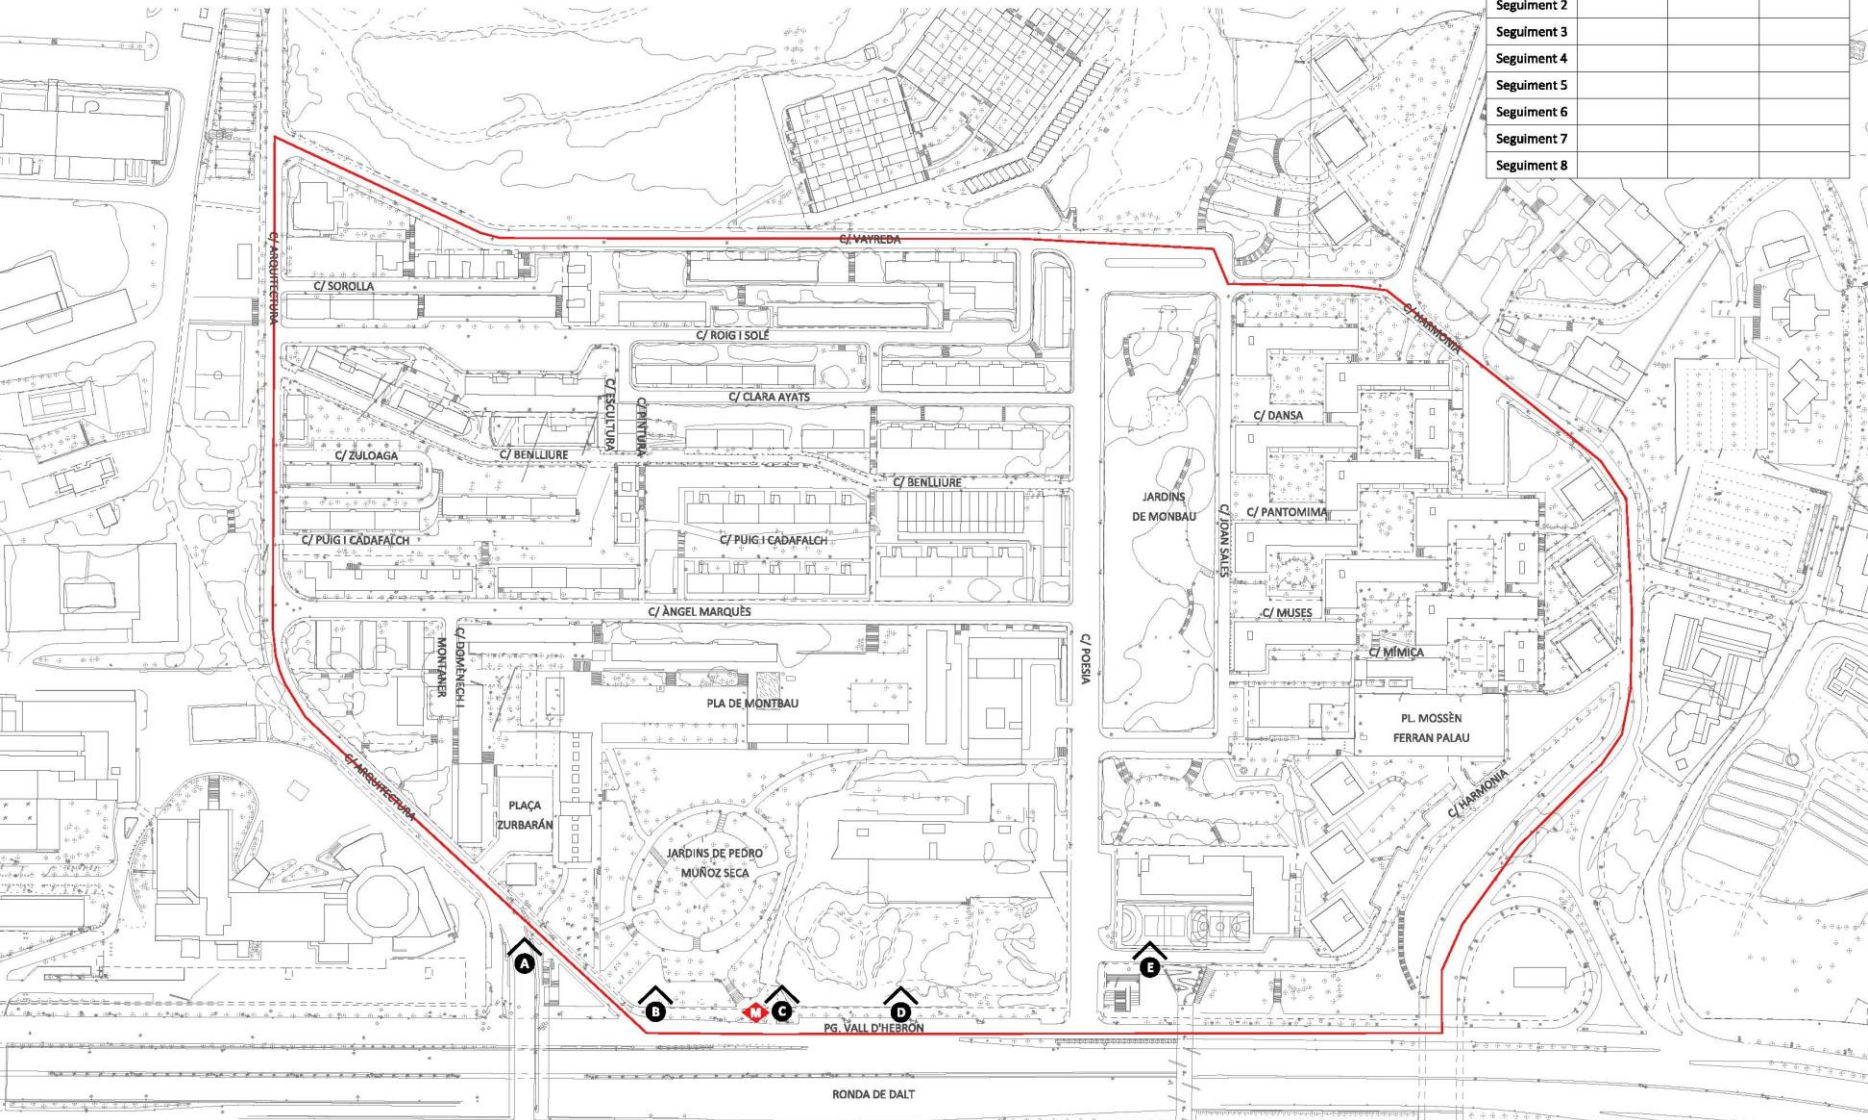 Seguiment 2
Seguiment 3
Seguiment 4
Seguiment 5
Seguiment 6
Seguiment 7
Seguiment 8
C/ VAYREDA
C/ ARQUITECTURA
C/ SOROLLA
C/ HARMONIA
C/ ROIG I SOLÉ
C/ CLARA AYATS
C/ ESCULTURA
C/ PINTURA
C/ DANSA
C/ ZULOAGA
C/ BENLLIURE
C/ BENLLIURE
JARDINS
DE MONBAU
C/ JOAN SALES
C/ PANTOMIMA
C/ PUIG I CADAFALCH
C/ PUIG I CADAFALCH
C/ ÀNGEL MARQUÈS
C/ MUSES
C/ POESIA
C/ MÍMICA
C/ DOMÈNECH I
MONTANER
PLA DE MONTBAU
PL. MOSSÈN
FERRAN PALAU
C/ ARQUITECTURA
C/ HARMONIA
PLAÇA
ZURBARÁN
JARDINS DE PEDRO
MUÑOZ SECA
A
E
B
M
C
D
PG. VALL D'HEBRON
RONDA DE DALT